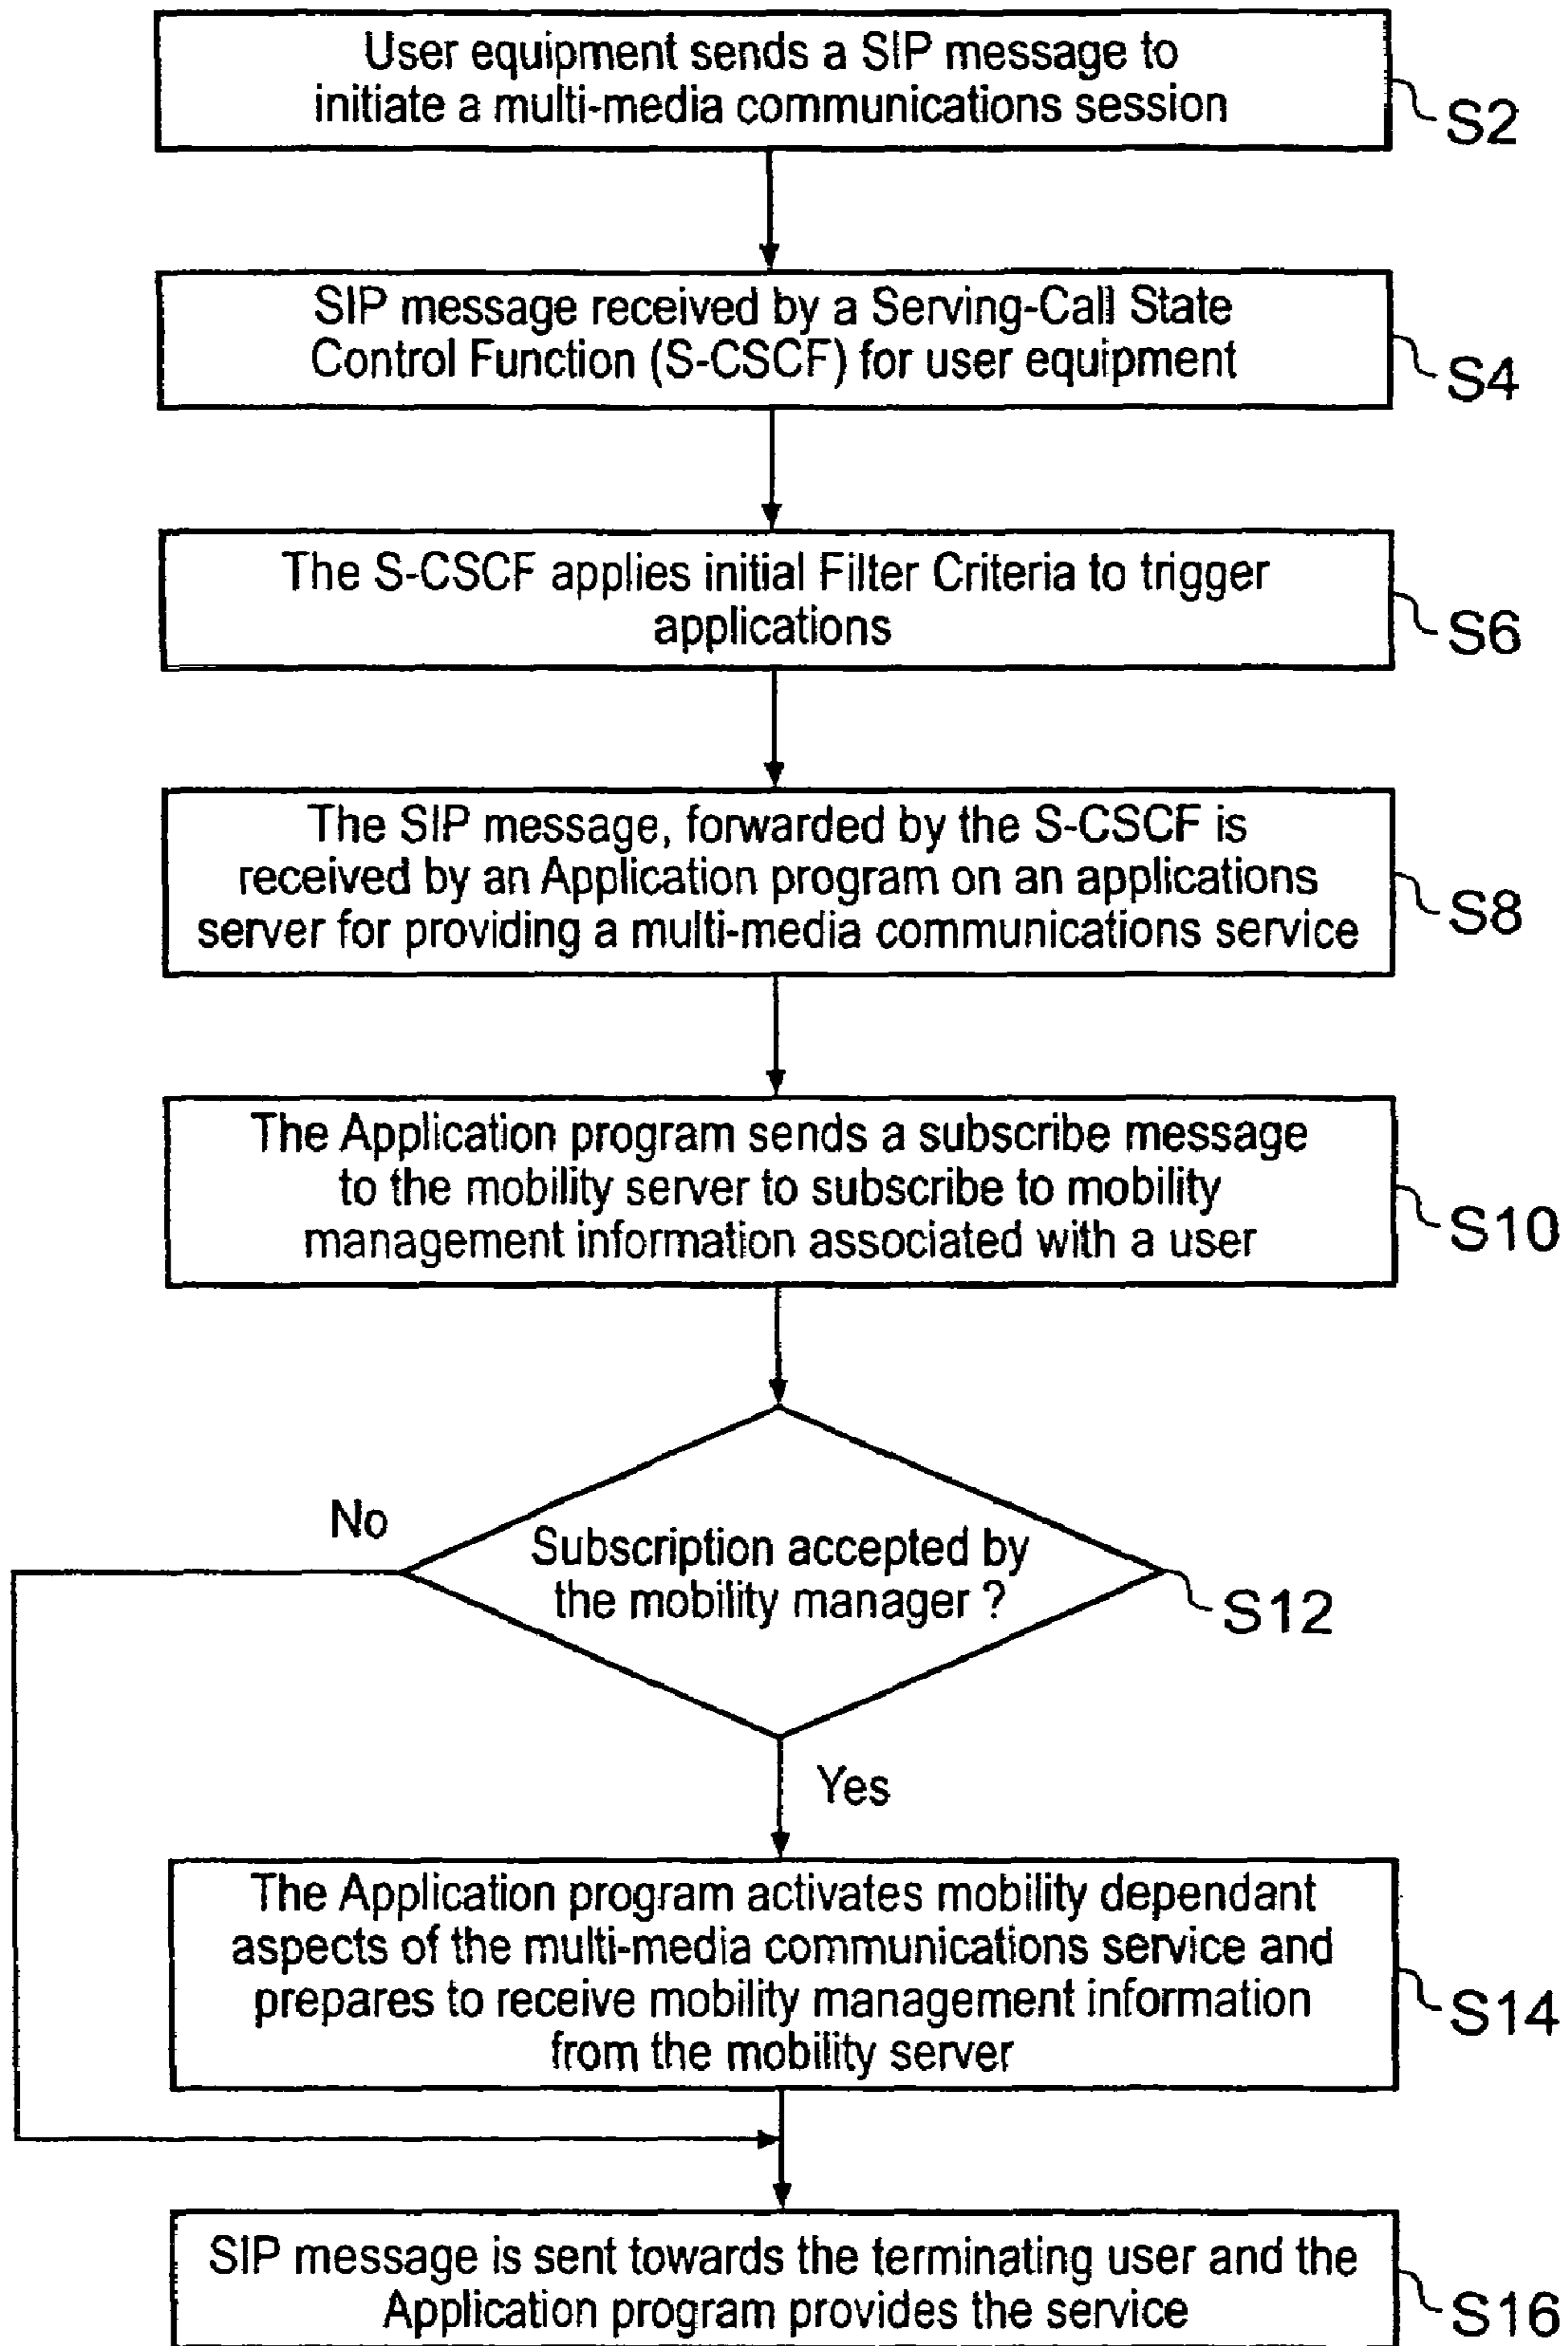 User equipment sends a SIP message to
initiate a multi-media communications session
S2
SIP message received by a Serving-Call State
Control Function (S-CSCF) for user equipment
S4
The S-CSCF applies initial Filter Criteria to trigger
applications
S6
The SIP message, forwarded by the S-CSCF is
received by an Application program on an applications
server for providing a multi-media communications service
S8
The Application program sends a subscribe message
to the mobility server to subscribe to mobility
management information associated with a user
S10
No
Subscription accepted by
the mobility manager ?
S12
Yes
The Application program activates mobility dependant
aspects of the multi-media communications service and
prepares to receive mobility management information
from the mobility server
S14
SIP message is sent towards the terminating user and the
Application program provides the service
S16